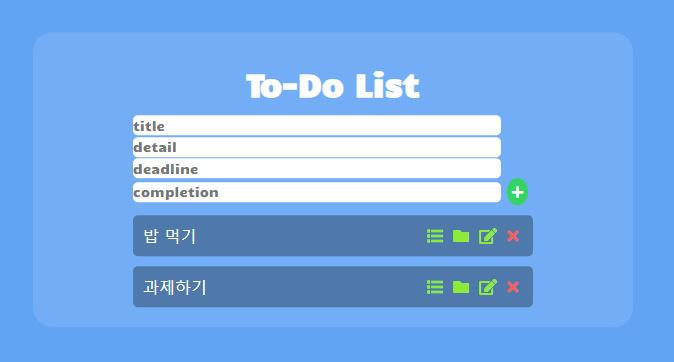 To-Do List
title
detail
deadline
completion
밥 먹기
과제하기